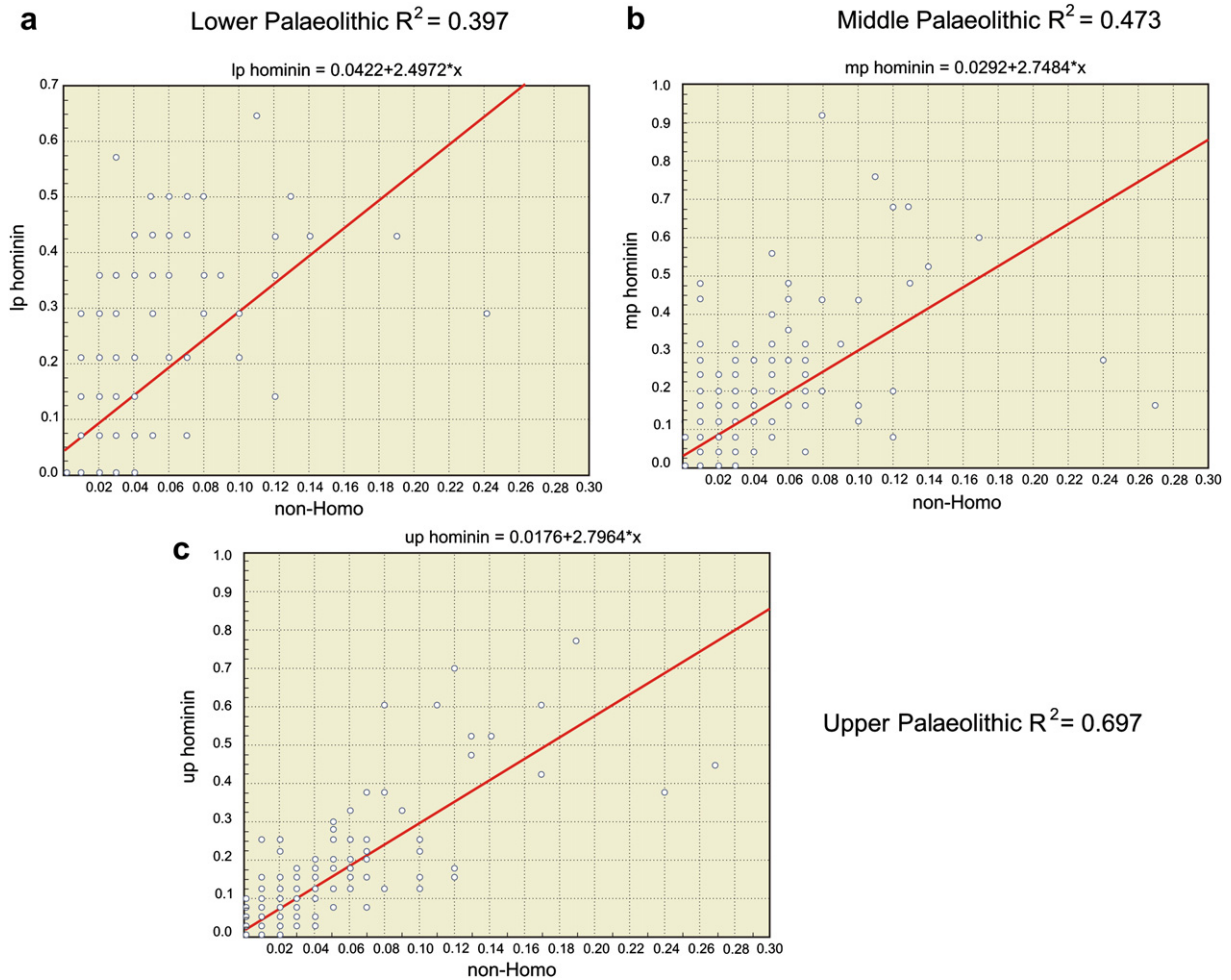 a
Lower Palaeolithic R² = 0.397
lp hominin = 0.0422+2.4972*x
0.7
0.6
0.5
0.4
0.3
0.2
0.1
0.0
lp hominin
0.02 0.04 0.06 0.08 0.10 0.12 0.14 0.16 0.18 0.20 0.22 0.24 0.26 0.28 0.30
non-Homo
b
Middle Palaeolithic R² = 0.473
mp hominin = 0.0292+2.7484*x
1.0
0.9
0.8
0.7
0.6
0.5
0.4
0.3
0.2
0.1
0.0
mp hominin
0.02 0.04 0.06 0.08 0.10 0.12 0.14 0.16 0.18 0.20 0.22 0.24 0.26 0.28 0.30
non-Homo
c
up hominin = 0.0176+2.7964*x
1.0
0.9
0.8
0.7
0.6
0.5
0.4
0.3
0.2
0.1
0.0
up hominin
0.02 0.04 0.06 0.08 0.10 0.12 0.14 0.16 0.18 0.20 0.22 0.24 0.26 0.28 0.30
non-Homo
Upper Palaeolithic R² = 0.697